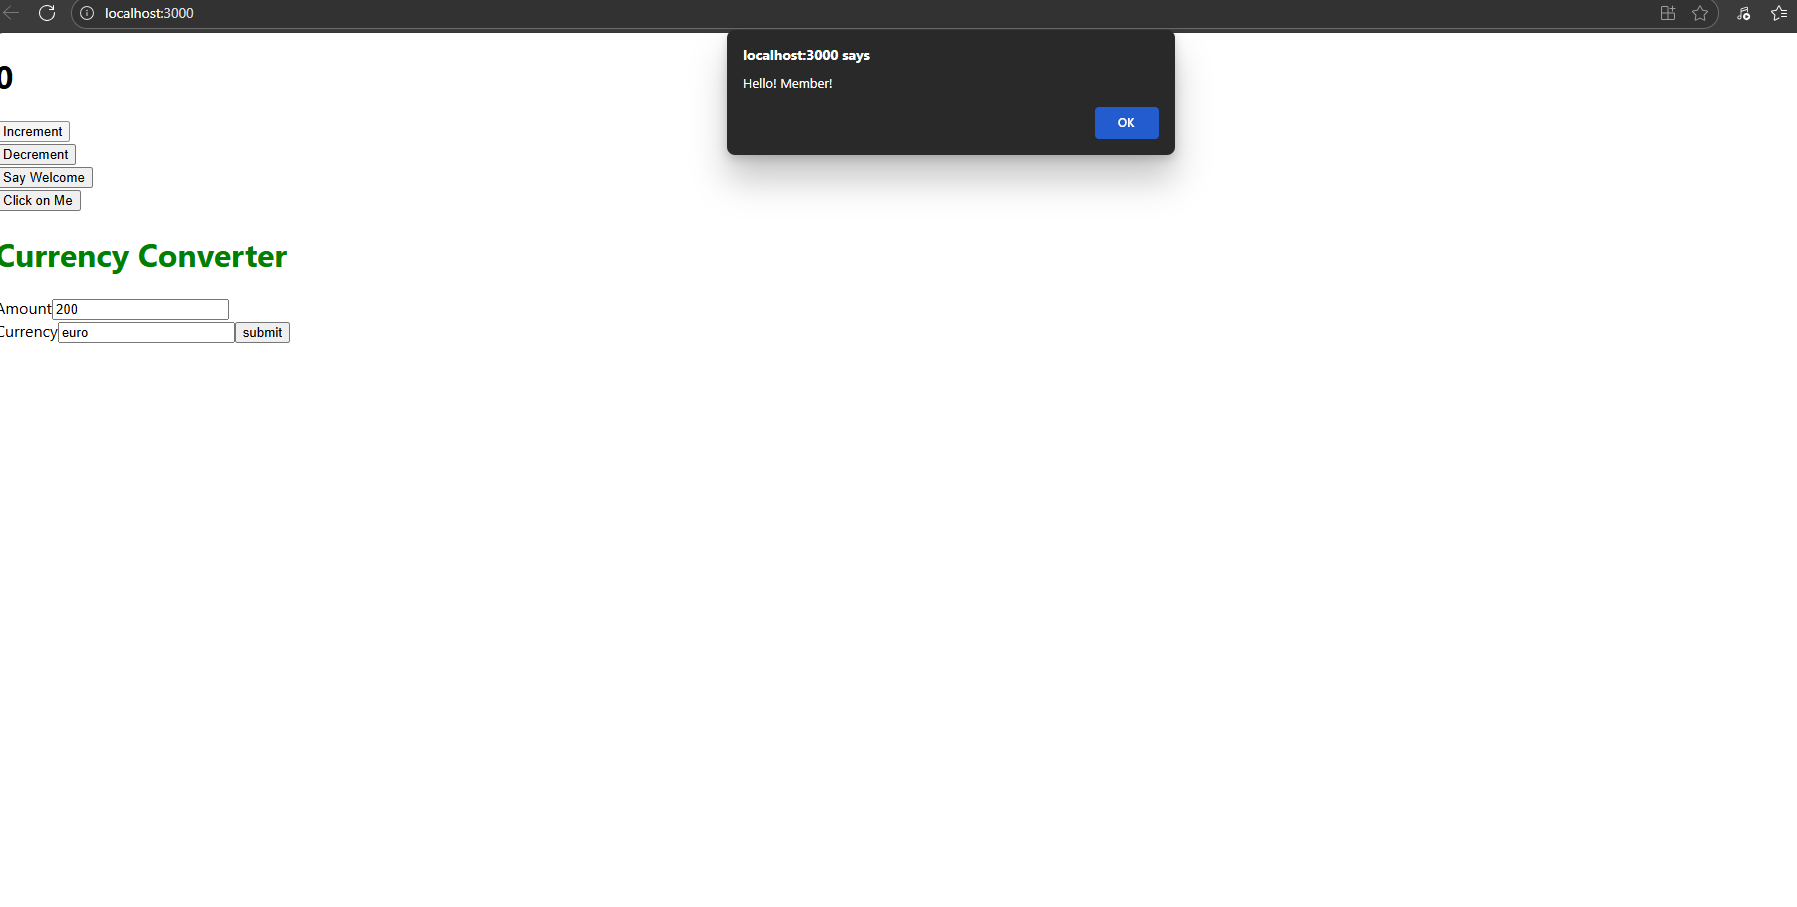 localhost:3000
localhost:3000 says
Hello! Member!
OK
0
Increment
Decrement
Say Welcome
Click on Me
Currency Converter
Amount 200
Currency euro submit